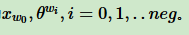 x_{w_0}, θ^{w_i}, i = 0, 1, ..neg。